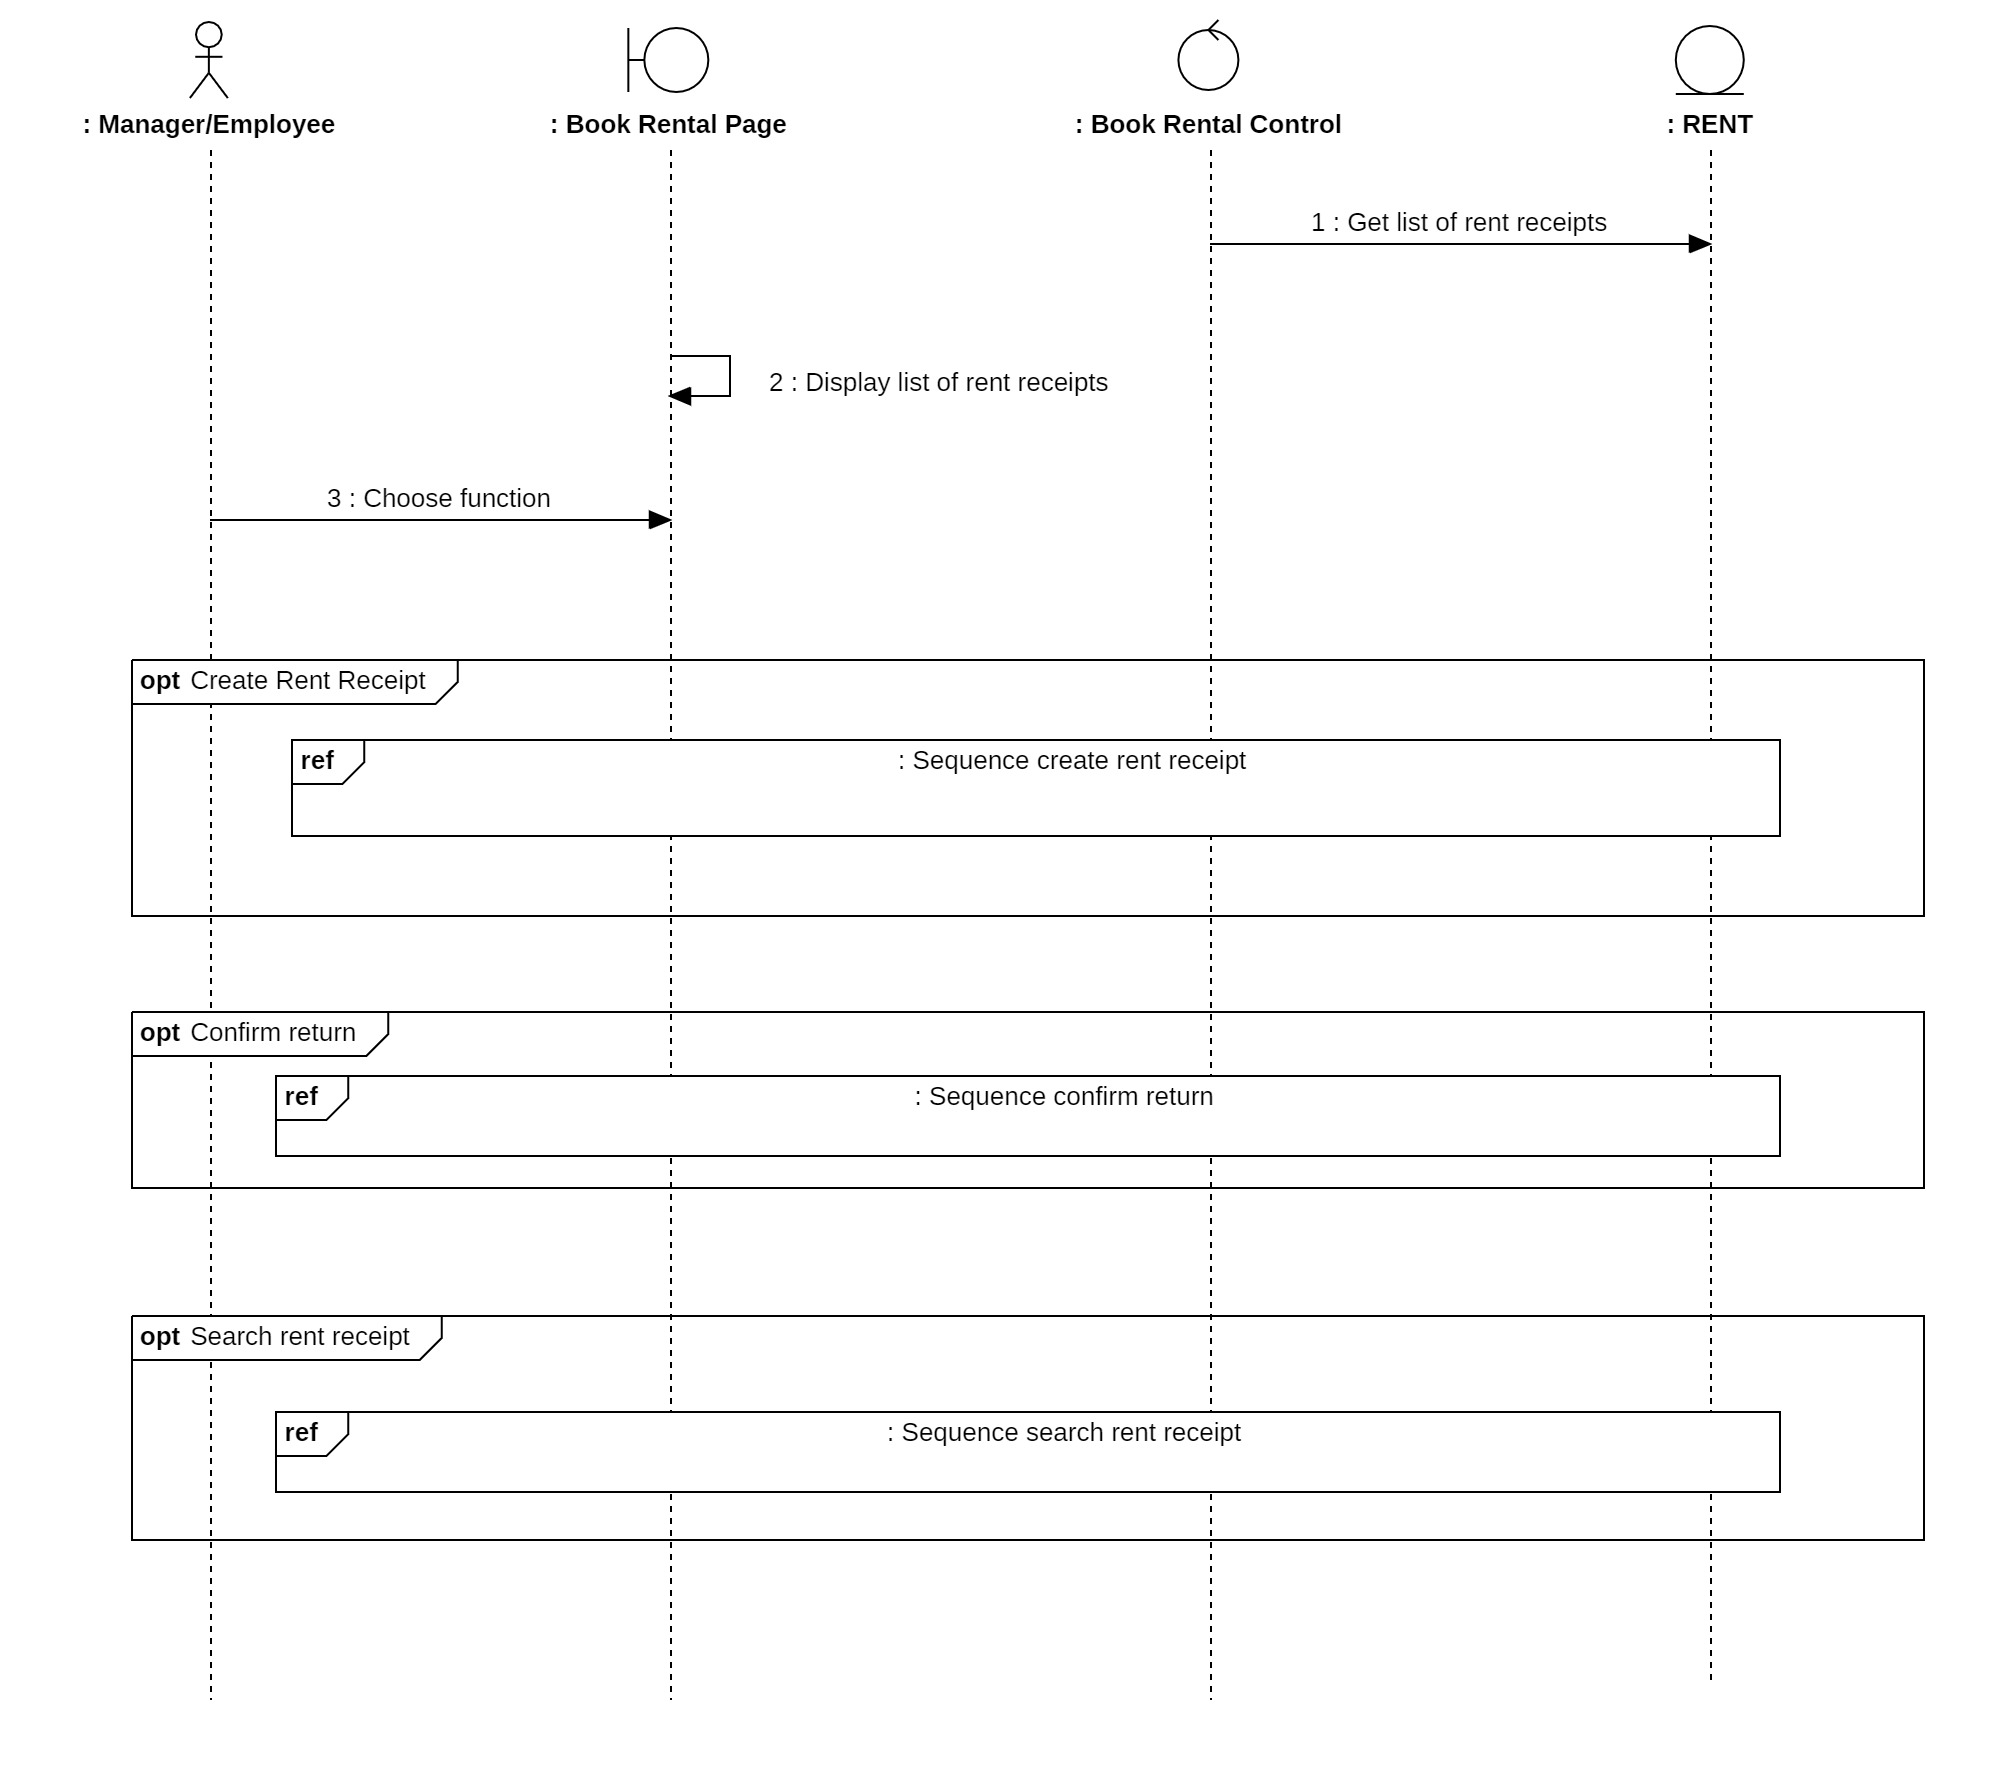 : Manager/Employee
: Book Rental Page
: Book Rental Control
: RENT
1 : Get list of rent receipts
2 : Display list of rent receipts
3 : Choose function
opt Create Rent Receipt
ref
: Sequence create rent receipt
opt Confirm return
ref
: Sequence confirm return
opt Search rent receipt
ref
: Sequence search rent receipt